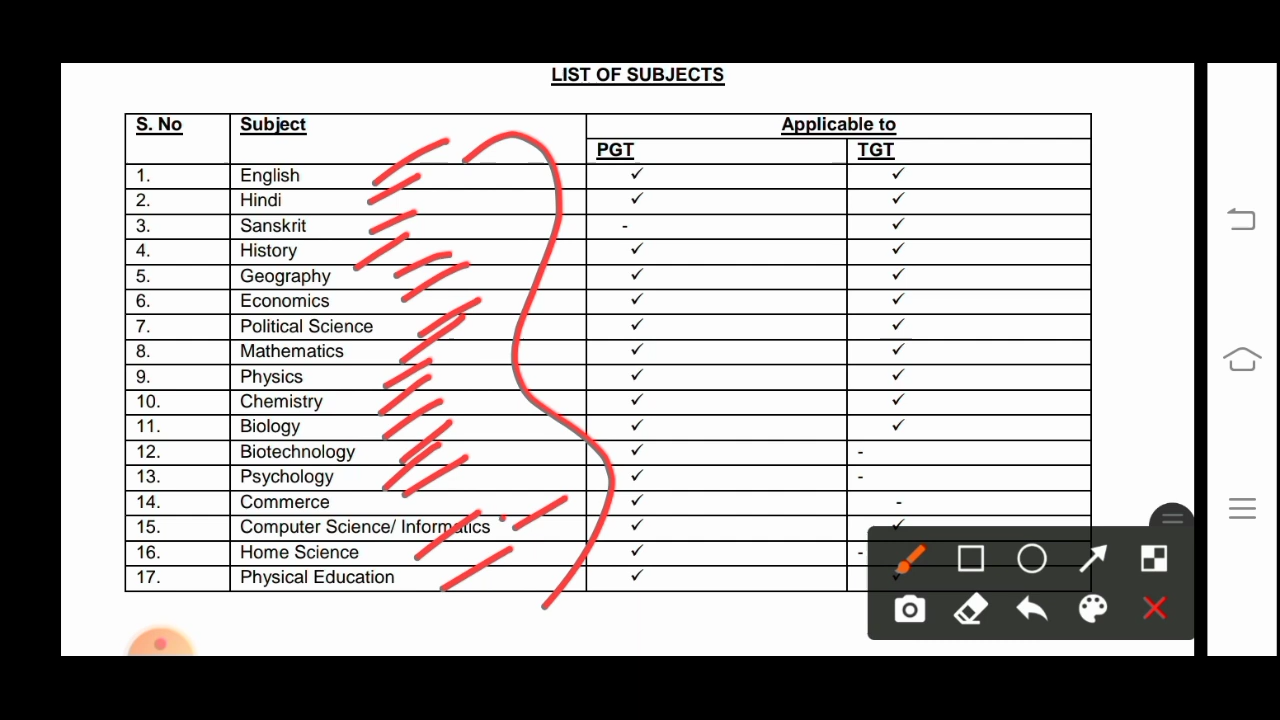 LIST OF SUBJECTS
S. No Subject Applicable to
PGT TGT
1. English ✓ ✓
2. Hindi ✓ ✓
3. Sanskrit - ✓
4. History ✓ ✓
5. Geography ✓ ✓
6. Economics ✓ ✓
7. Political Science ✓ ✓
8. Mathematics ✓ ✓
9. Physics ✓ ✓
10. Chemistry ✓ ✓
11. Biology ✓ ✓
12. Biotechnology ✓ -
13. Psychology ✓ -
14. Commerce ✓ -
15. Computer Science/ Informatics ✓ ✓
16. Home Science ✓ -
17. Physical Education ✓